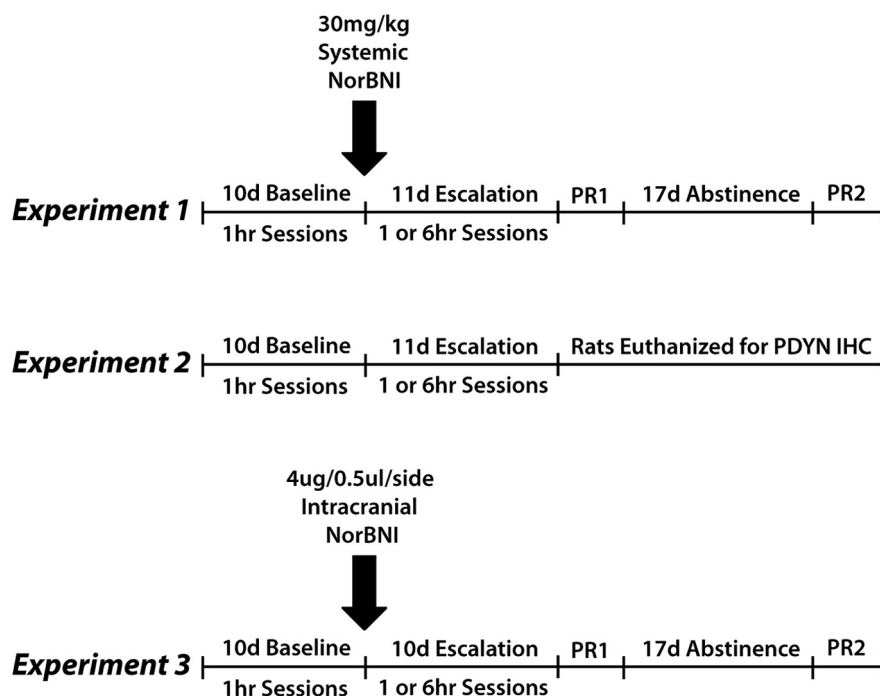 30mg/kg
Systemic
NorBNI
Experiment 1
10d Baseline
11d Escalation
PR1
17d Abstinence
PR2
1hr Sessions
1 or 6hr Sessions
Experiment 2
10d Baseline
11d Escalation
Rats Euthanized for PDYN IHC
1hr Sessions
1 or 6hr Sessions
4ug/0.5ul/side
Intracranial
NorBNI
Experiment 3
10d Baseline
10d Escalation
PR1
17d Abstinence
PR2
1hr Sessions
1 or 6hr Sessions